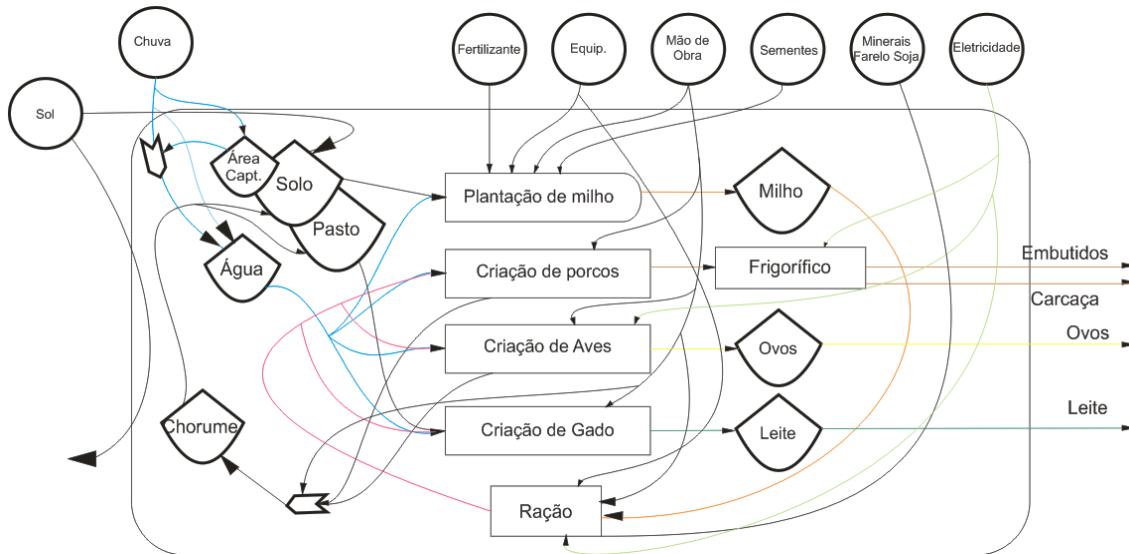 Chuva
Fertilizante
Equip.
Mão de
Obra
Sementes
Minerais
Farelo Soja
Eletricidade
Sol
Área
Capt.
Solo
Pasto
Água
Plantação de milho
Milho
Criação de porcos
Frigorífico
Embutidos
Carcaça
Criação de Aves
Ovos
Ovos
Chorume
Criação de Gado
Leite
Leite
Ração